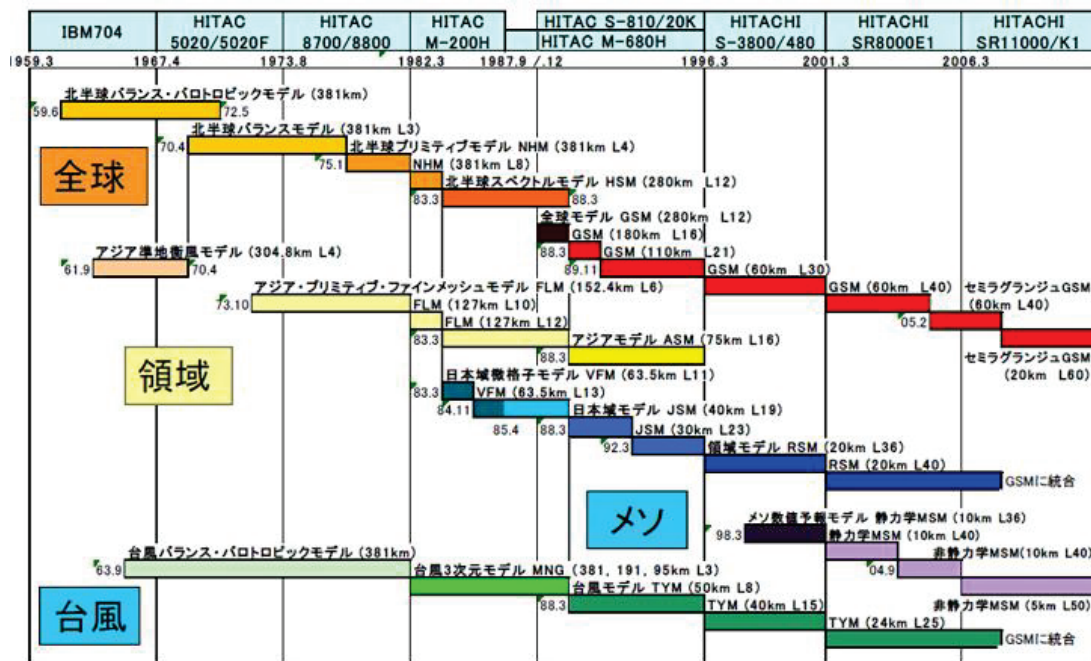 IBM704
HITAC 5020/5020F
HITAC 8700/8800
HITAC M-200H
HITAC S-810/20K
HITAC M-680H
HITACHI S-3800/480
HITACHI SR8000E1
HITACHI SR11000/K1
1959.3 1967.4 1973.8 1982.3 1987.9 /.12 1996.3 2001.3 2006.3
北半球バランス・バロトロピックモデル (381km)
59.6 72.5
北半球バランスモデル (381km L3)
70.4
北半球プリミティブモデル NHM (381km L4)
75.1
NHM (381km L8)
全球
北半球スペクトルモデル HSM (280km L12)
83.3 88.3
全球モデル GSM (280km L12)
GSM (180km L16)
88.3
GSM (110km L21)
アジア準地衡風モデル (304.8km L4)
61.9 70.4
89.11
GSM (60km L30)
アジア・プリミティブ・ファインメッシュモデル FLM (152.4km L6)
73.10
GSM (60km L40)
セミラグランジュGSM
(60km L40)
FLM (127km L10)
05.2
FLM (127km L12)
83.3
アジアモデル ASM (75km L16)
88.3
セミラグランジュGSM
(20km L60)
領域
日本域微格子モデル VFM (63.5km L11)
83.3
VFM (63.5km L13)
84.11
85.4
日本域モデル JSM (40km L19)
88.3
JSM (30km L23)
92.3
領域モデル RSM (20km L36)
RSM (20km L40)
GSMに統合
メソ
メソ数値予報モデル 静力学MSM (10km L36)
98.3
静力学MSM (10km L40)
04.9
非静力学MSM(10km L40)
非静力学MSM (5km L50)
台風バランス・バロトロピックモデル (381km)
63.9
台風3次元モデル MNG (381, 191, 95km L3)
台風モデル TYM (50km L8)
88.3
TYM (40km L15)
TYM (24km L25)
GSMに統合
台風